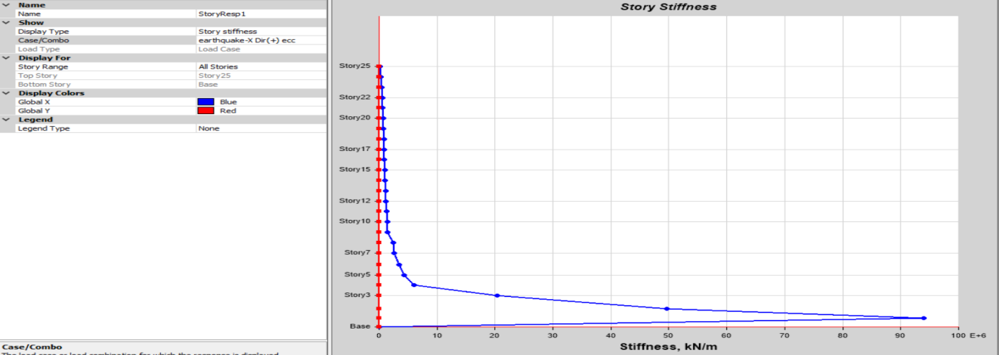 Name
Name StoryResp1
Show
Display Type Story stiffness
Case/Combo earthquake-X Dir(+) ecc
Load Type Load Case
Display For
Story Range All Stories
Top Story Story25
Bottom Story Base
Display Colors
Global X Blue
Global Y Red
Legend
Legend Type None
Case/Combo
The load case or load combination for which the response is displayed
Story Stiffness
Story25
Story22
Story20
Story17
Story15
Story12
Story10
Story7
Story5
Story3
Base
0 10 20 30 40 50 60 70 80 90 100 E+6
Stiffness, kN/m